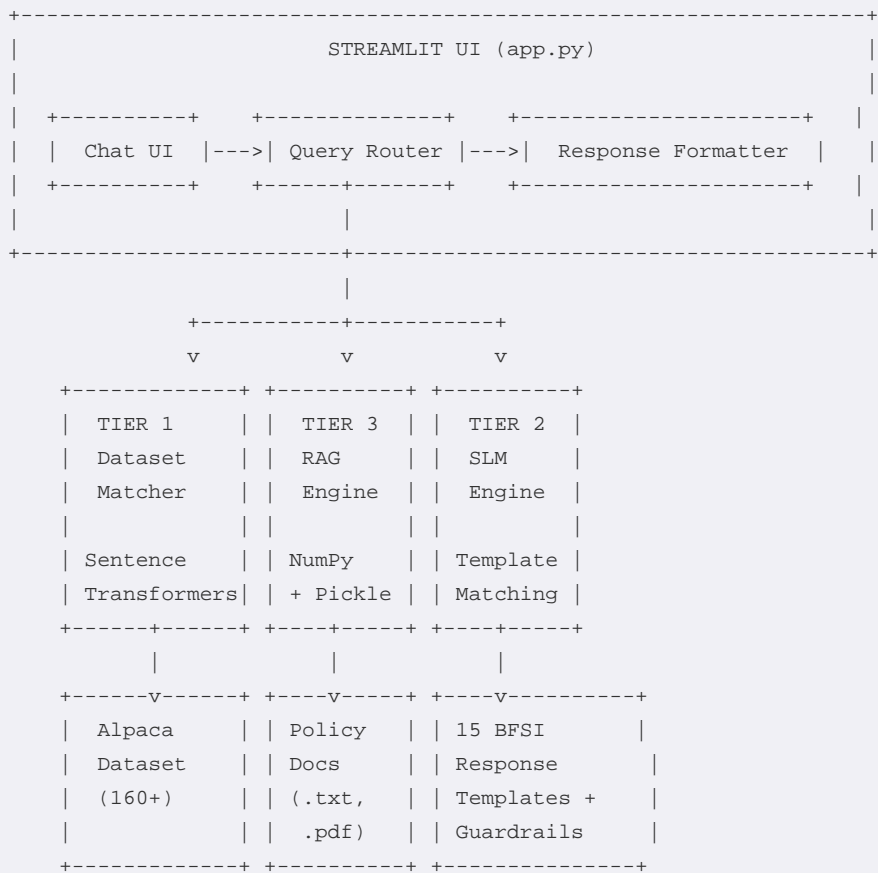 +-----------------------------------------------------------------+
|                        STREAMLIT UI (app.py)                     |
|                                                                  |
|  +----------+    +--------------+    +----------------------+   |
|  | Chat UI  |--->| Query Router |--->|  Response Formatter  |   |
|  +----------+    +------+-------+    +----------------------+   |
|                         |                                        |
+-------------------------+----------------------------------------+
                          |
              +-----------+-----------+
              v           v           v
    +-------------+ +----------+ +----------+
    |  TIER 1     | |  TIER 3  | |  TIER 2  |
    |  Dataset    | |  RAG     | |  SLM     |
    |  Matcher    | |  Engine  | |  Engine  |
    |             | |          | |          |
    | Sentence    | | NumPy    | | Template |
    | Transformers| | + Pickle | | Matching |
    +------+------+ +----+-----+ +----+-----+
           |             |            |
    +------v------+ +----v-----+ +----v----------+
    |  Alpaca     | | Policy   | | 15 BFSI       |
    |  Dataset    | | Docs     | | Response       |
    |  (160+)     | | (.txt,   | | Templates +    |
    |             | |  .pdf)   | | Guardrails     |
    +-------------+ +----------+ +---------------+